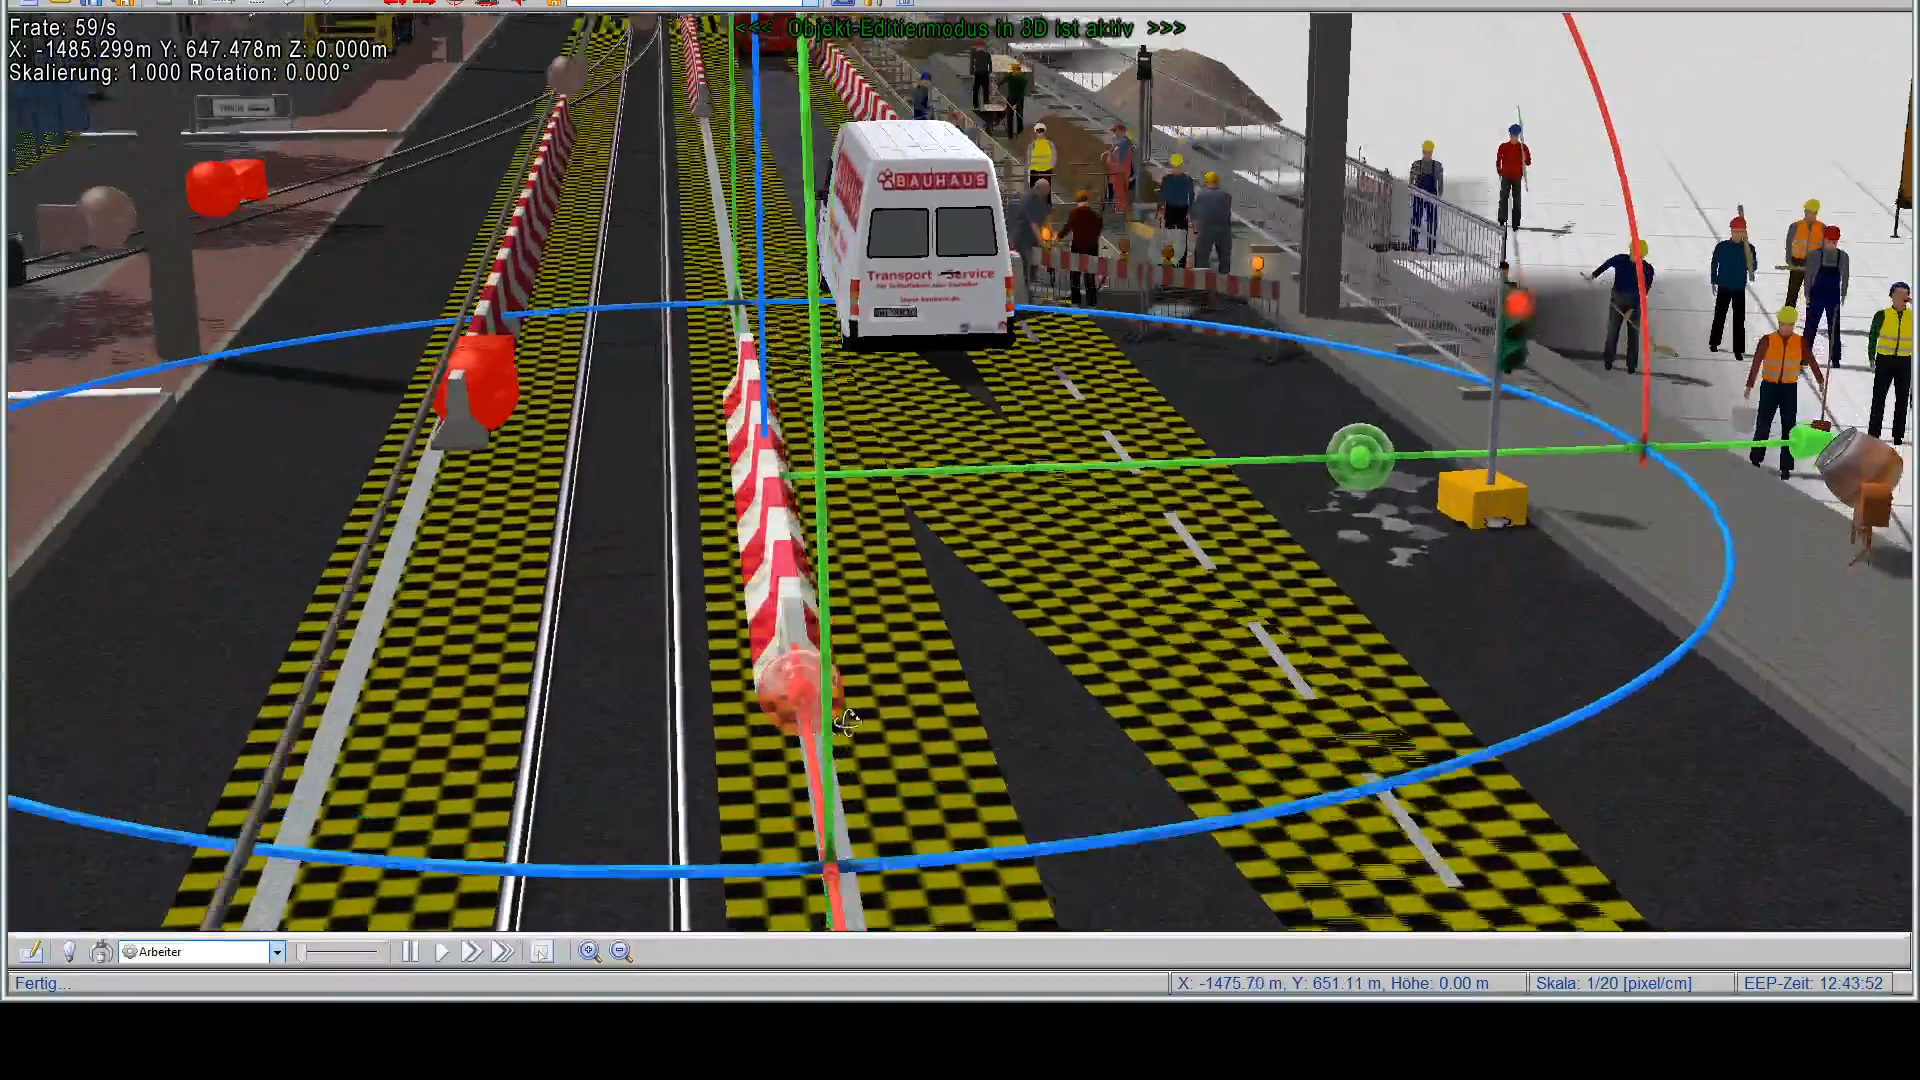 <<< Objekt-Editiermodus in 3D ist aktiv >>>
Frate: 59/s
X: -1485.299m Y: 647.478m Z: 0.000m
Skalierung: 1.000 Rotation: 0.000°
BAUHAUS
Transport - Service
Arbeiter
Fertig...
X: -1475.70 m, Y: 651.11 m, Höhe: 0.00 m
Skala: 1/20 [pixel/cm]
EEP-Zeit: 12:43:52